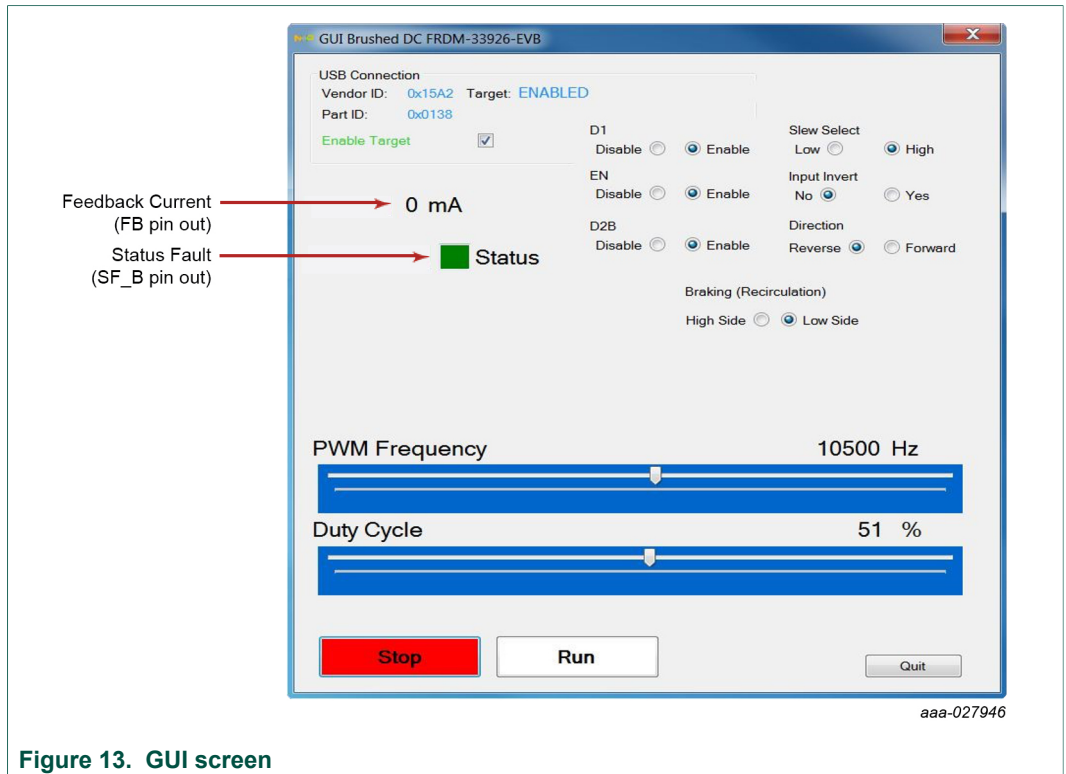 GUI Brushed DC FRDM-33926-EVB
USB Connection
Vendor ID: 0x15A2 Target: ENABLED
Part ID: 0x0138
Enable Target
D1
Disable Enable
Slew Select
Low High
EN
Disable Enable
Input Invert
No Yes
D2B
Disable Enable
Direction
Reverse Forward
Braking (Recirculation)
High Side Low Side
Feedback Current
(FB pin out)
0 mA
Status Fault
(SF_B pin out)
Status
PWM Frequency 10500 Hz
Duty Cycle 51 %
Stop Run
Quit
aaa-027946
Figure 13. GUI screen